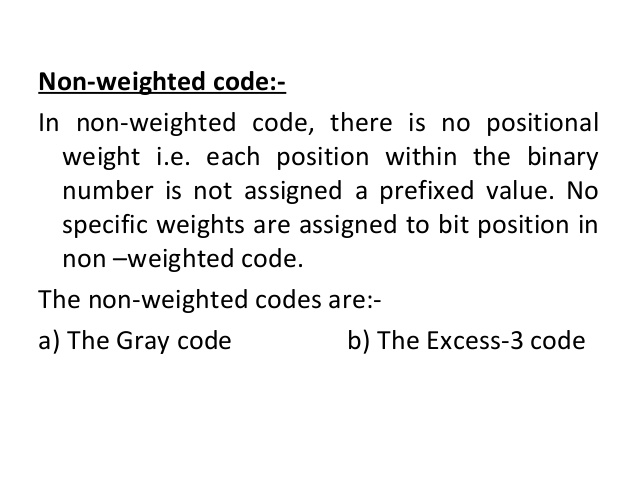 Non-weighted code:-
In non-weighted code, there is no positional
weight i.e. each position within the binary
number is not assigned a prefixed value. No
specific weights are assigned to bit position in
non –weighted code.
The non-weighted codes are:-
a) The Gray code b) The Excess-3 code